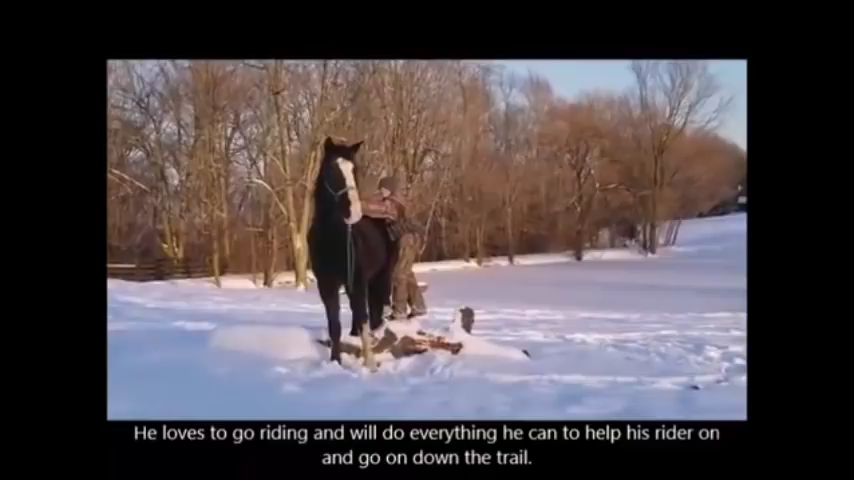 He loves to go riding and will do everything he can to help his rider on
and go on down the trail.